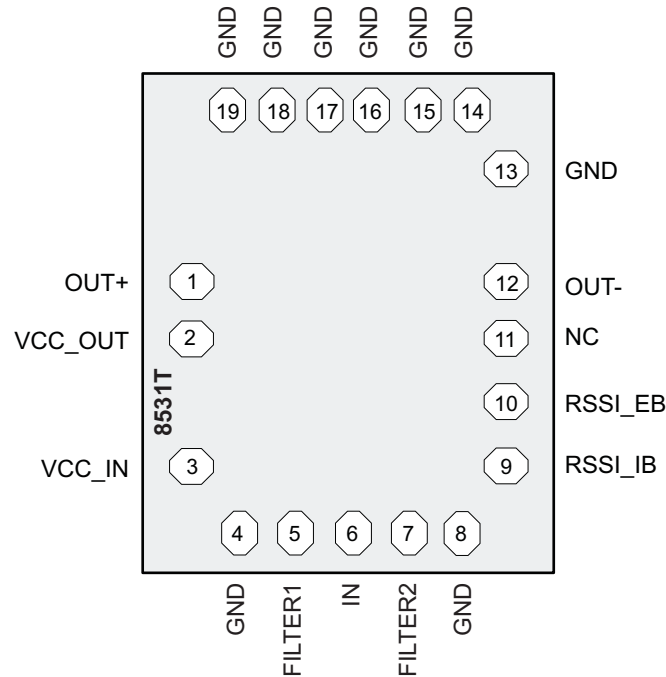 GND GND GND GND GND GND
19 18 17 16 15 14
13 GND
OUT+ 1 12 OUT-
VCC_OUT 2 11 NC
8531T
10 RSSI_EB
VCC_IN 3 9 RSSI_IB
4 5 6 7 8
GND FILTER1 IN FILTER2 GND